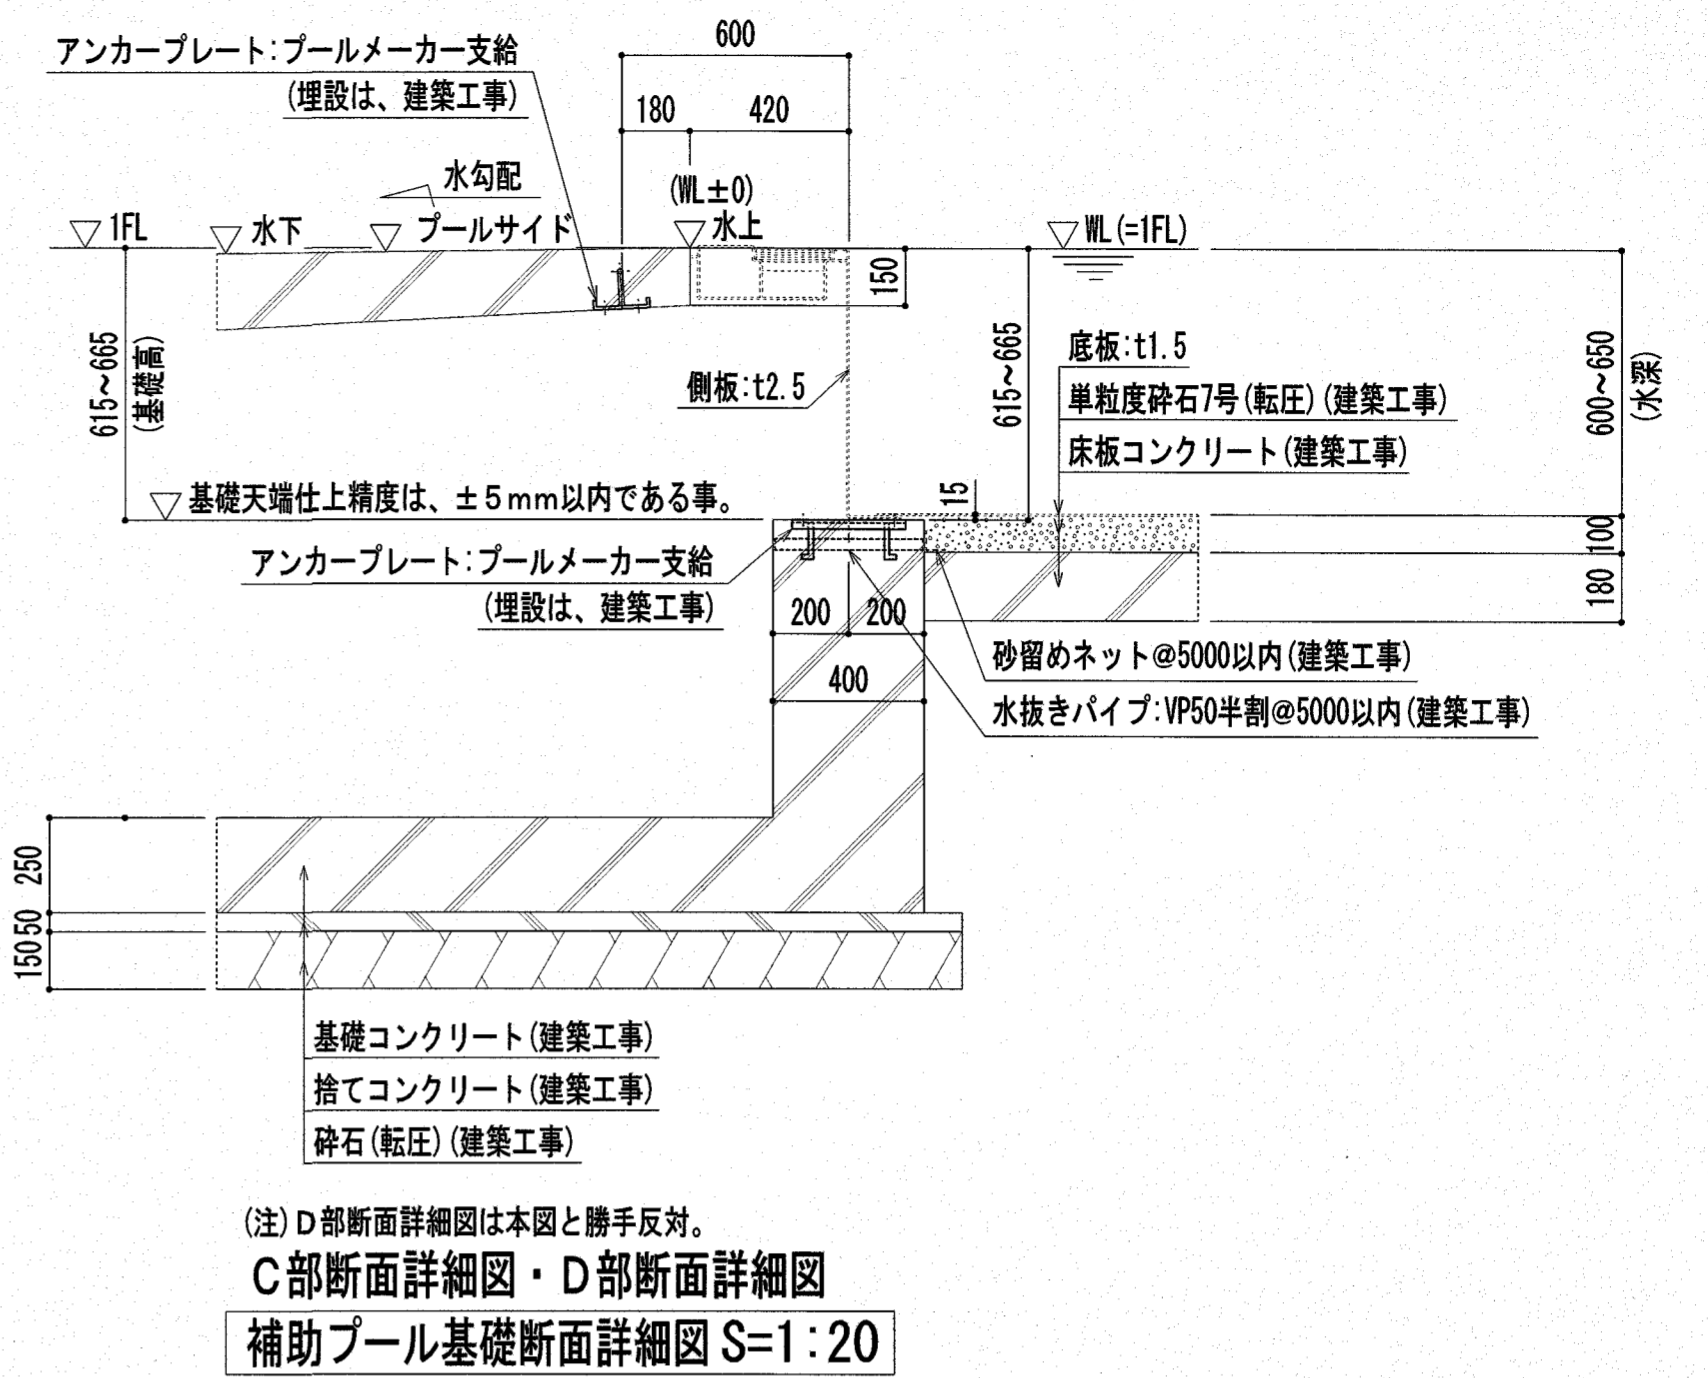 600
アンカープレート:プールメーカー支給
(埋設は、建築工事)
180
420
水勾配
(WL±0)
1FL
水下
プールサイド
水上
WL(=1FL)
150
615~665
(基礎高)
側板:t2.5
615~665
底板:t1.5
単粒度砕石7号(転圧)(建築工事)
床板コンクリート(建築工事)
600~650
(水深)
基礎天端仕上精度は、±5mm以内である事。
15
100
180
アンカープレート:プールメーカー支給
(埋設は、建築工事)
200
200
400
砂留めネット@5000以内(建築工事)
水抜きパイプ:VP50半割@5000以内(建築工事)
250
50
150
基礎コンクリート(建築工事)
捨てコンクリート(建築工事)
砕石(転圧)(建築工事)
(注)D部断面詳細図は本図と勝手反対。
C部断面詳細図・D部断面詳細図
補助プール基礎断面詳細図 S=1:20